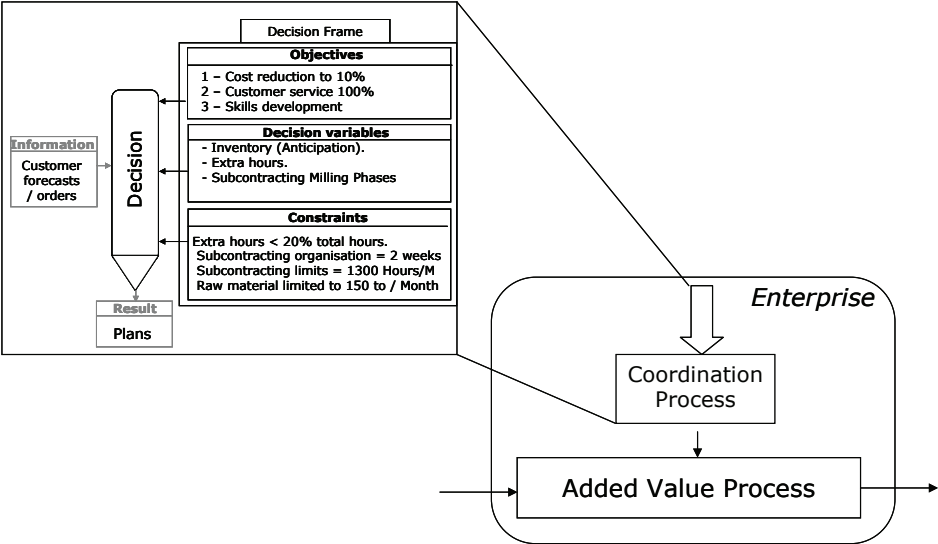 Decision Frame
Objectives
1 – Cost reduction to 10%
2 – Customer service 100%
3 – Skills development
Decision variables
- Inventory (Anticipation).
- Extra hours.
- Subcontracting Milling Phases
Constraints
Extra hours < 20% total hours.
Subcontracting organisation = 2 weeks
Subcontracting limits = 1300 Hours/M
Raw material limited to 150 to / Month
Information
Customer
forecasts
/ orders
Decision
Result
Plans
Enterprise
Coordination
Process
Added Value Process